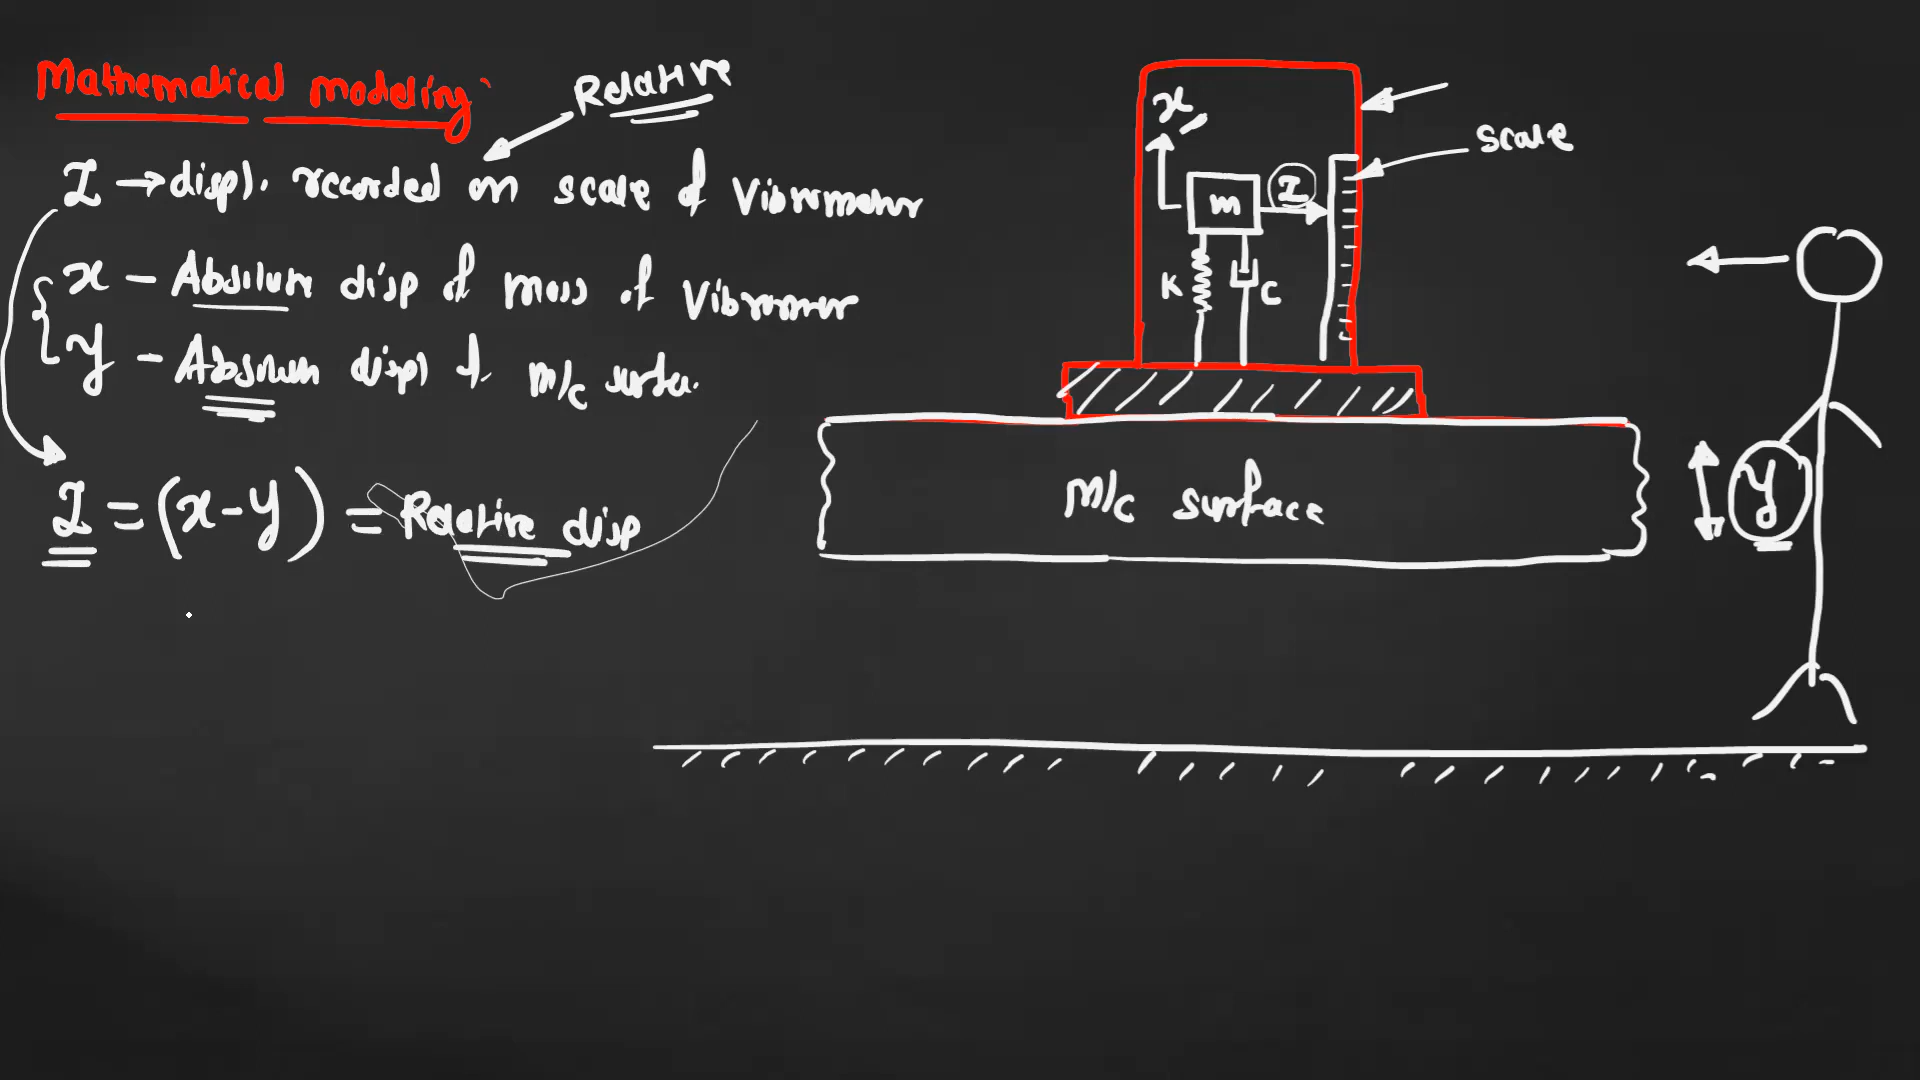 Mathematical modeling
Relative
Z → displ. recorded on scale of Vibrometer
x – Absolute disp of mass of Vibrometer
y – Absolute displ of m/c surface.
Z = (x-y) = Relative disp
x
m
Z
scale
K
C
M/c surface
y